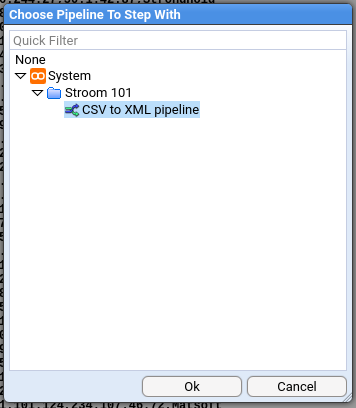 Choose Pipeline To Step With
Quick Filter
None
System
Stroom 101
CSV to XML pipeline
Ok
Cancel